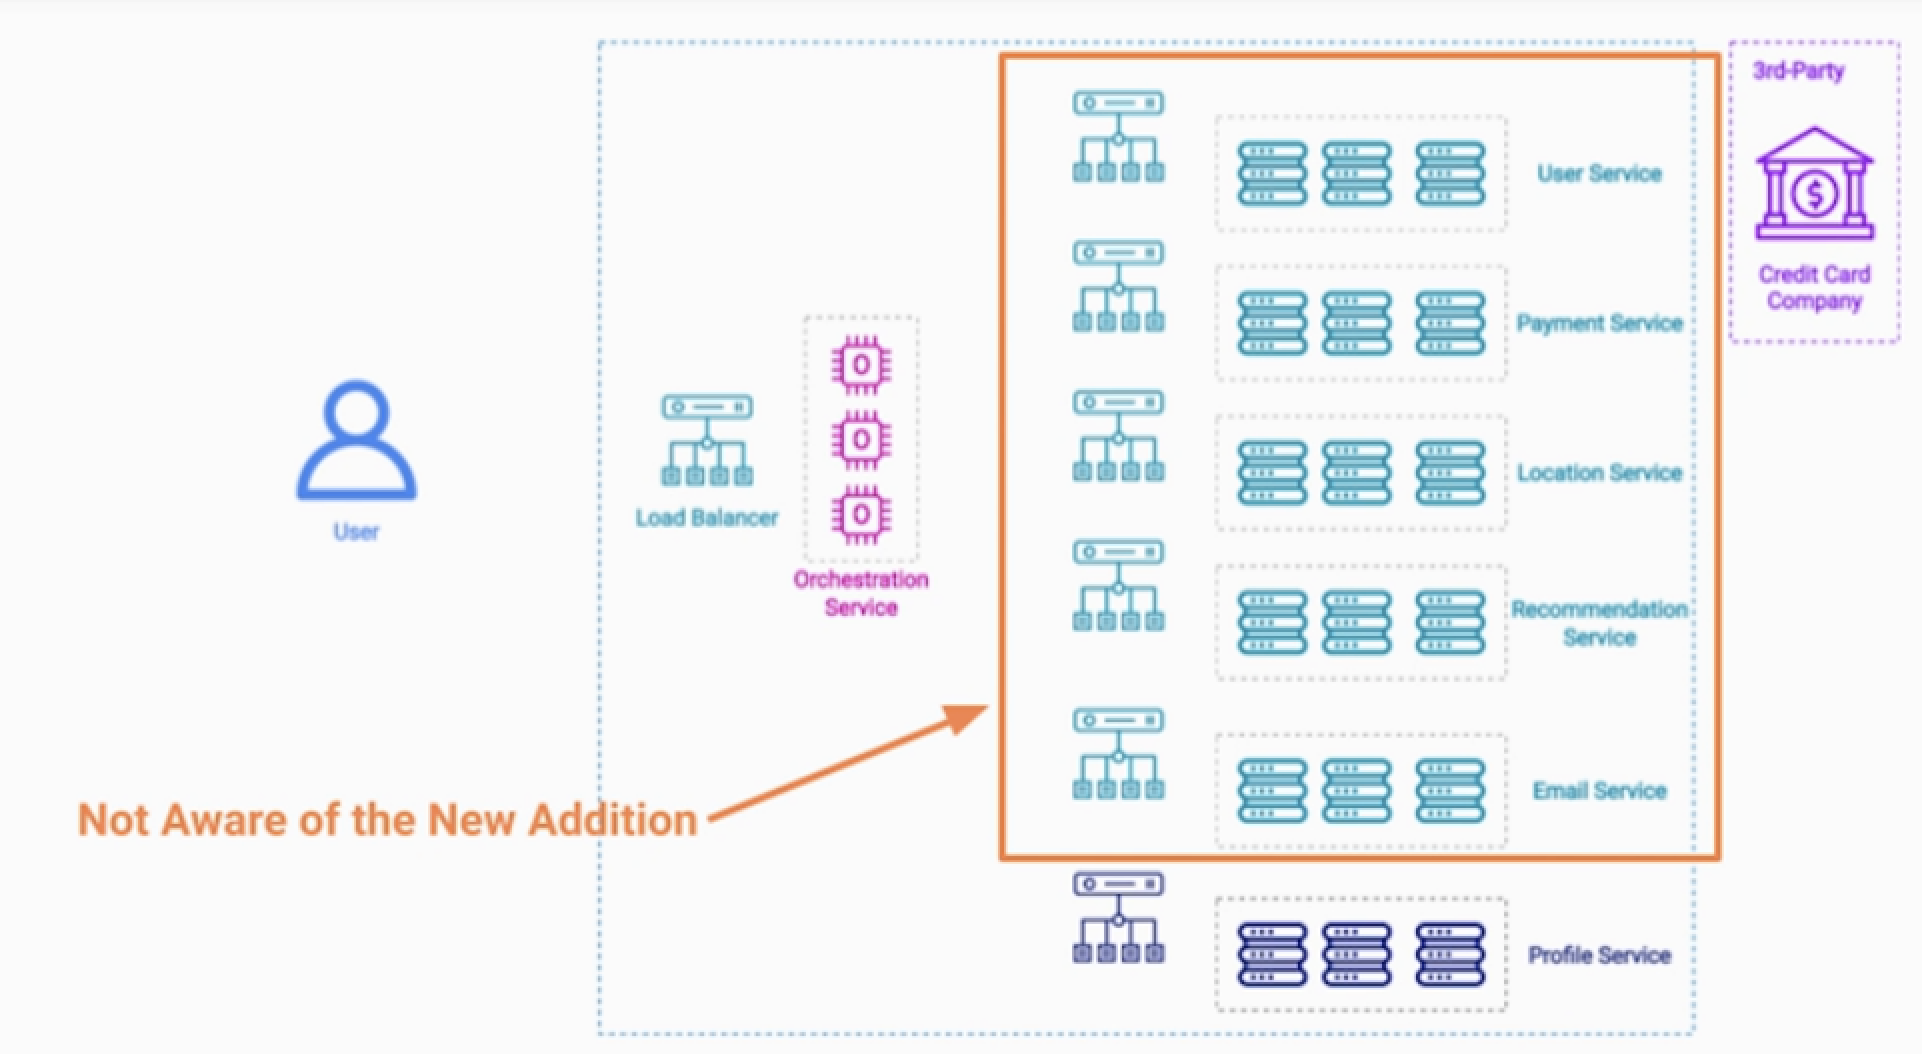 3rd-Party
User Service
Credit Card
Company
Payment Service
Location Service
Load Balancer
User
Orchestration
Service
Recommendation
Service
Email Service
Not Aware of the New Addition
Profile Service